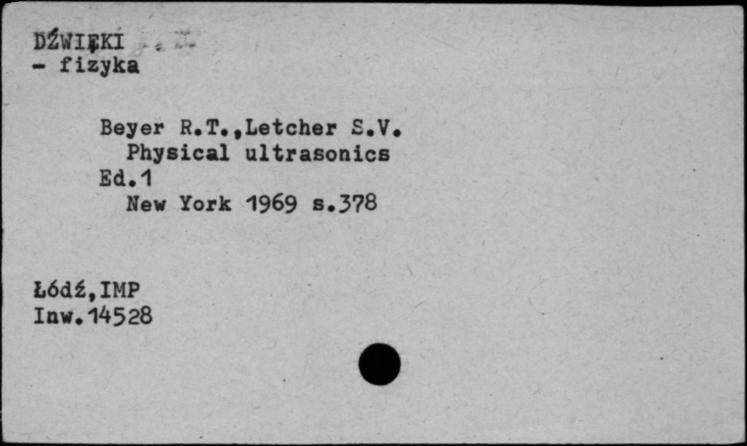 DŹWIĘKI
- fizyka
Beyer R.T.,Letcher S.V.
Physical ultrasonics
Ed.1
New York 1969 s.378
Łódź,IMP
Inw.14528